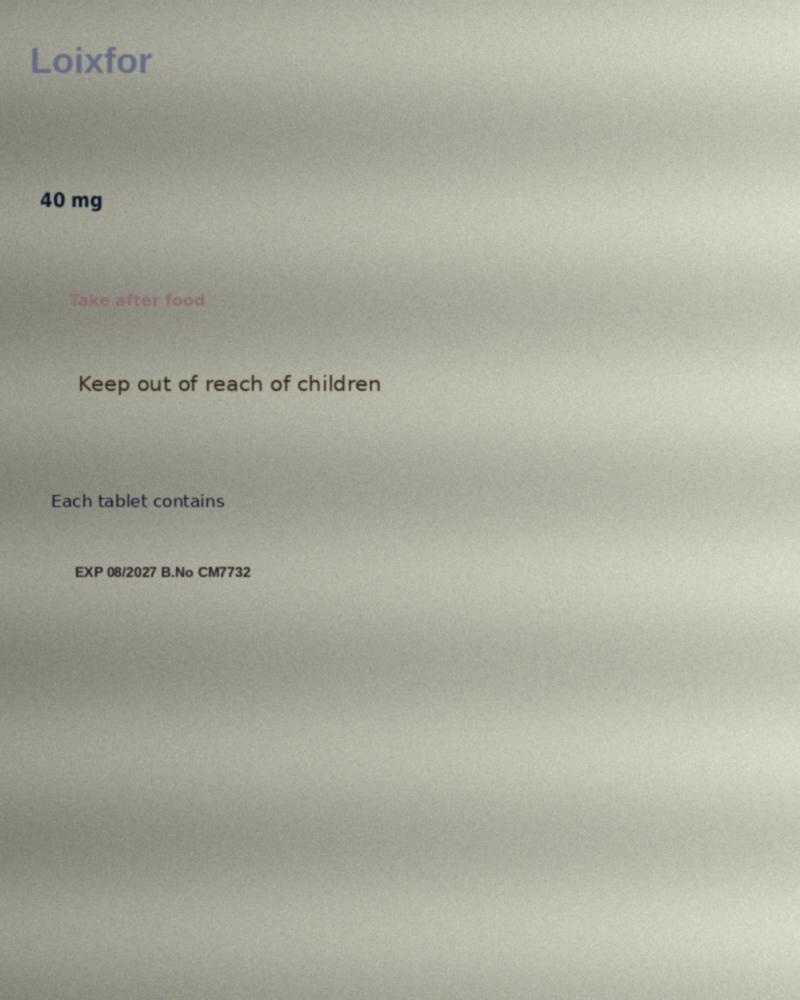 Loixfor
40 mg
Take after food
Keep out of reach of children
Each tablet contains
EXP 08/2027 B.No CM7732